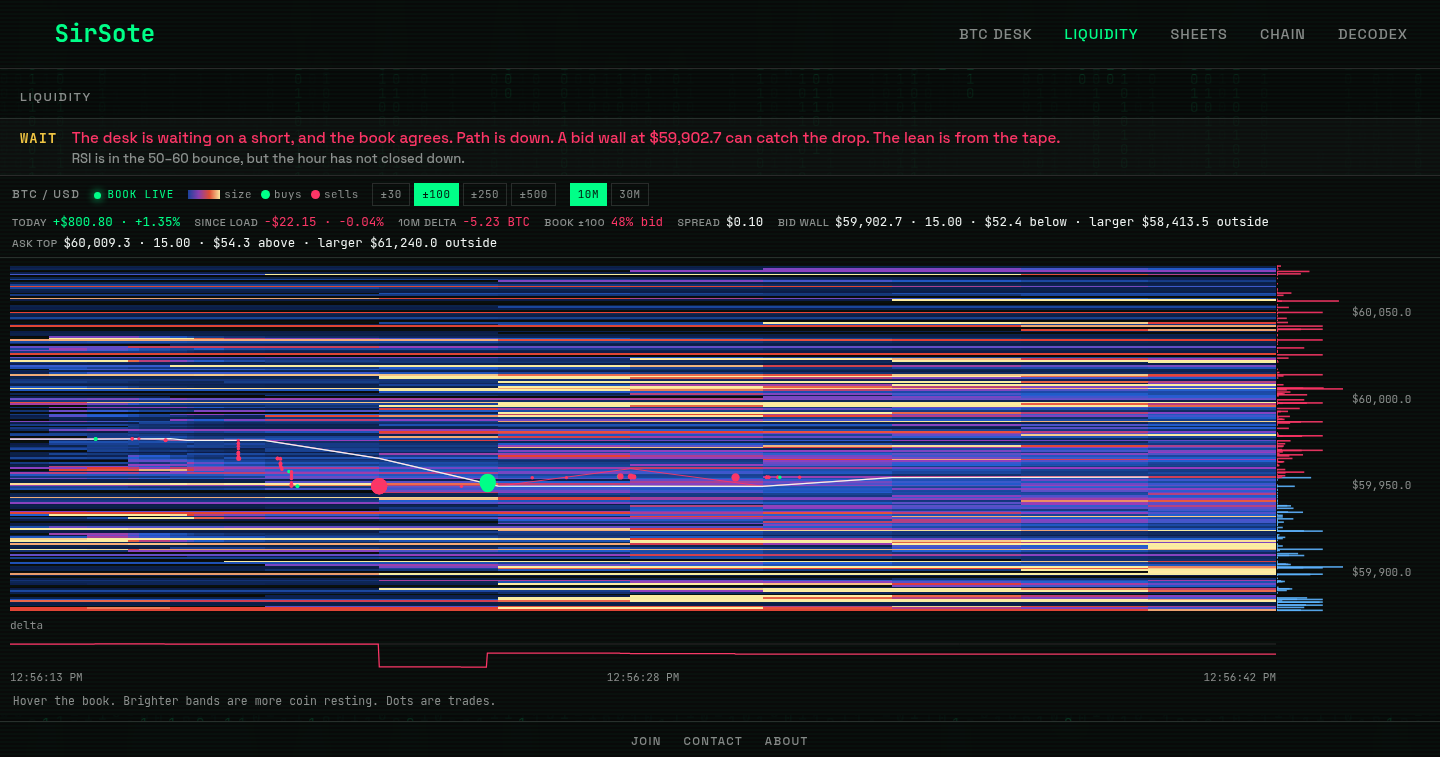 SirSote
BTC DESK LIQUIDITY SHEETS CHAIN DECODEX
LIQUIDITY
WAIT The desk is waiting on a short, and the book agrees. Path is down. A bid wall at $59,902.7 can catch the drop. The lean is from the tape.
RSI is in the 50–60 bounce, but the hour has not closed down.
BTC / USD BOOK LIVE size buys sells ±30 ±100 ±250 ±500 10M 30M
TODAY +$800.80 · +1.35% SINCE LOAD -$22.15 · -0.04% 10M DELTA -5.23 BTC BOOK ±100 48% bid SPREAD $0.10 BID WALL $59,902.7 · 15.00 · $52.4 below · larger $58,413.5 outside
ASK TOP $60,009.3 · 15.00 · $54.3 above · larger $61,240.0 outside
$60,050.0
$60,000.0
$59,950.0
$59,900.0
delta
12:56:13 PM 12:56:28 PM 12:56:42 PM
Hover the book. Brighter bands are more coin resting. Dots are trades.
JOIN CONTACT ABOUT